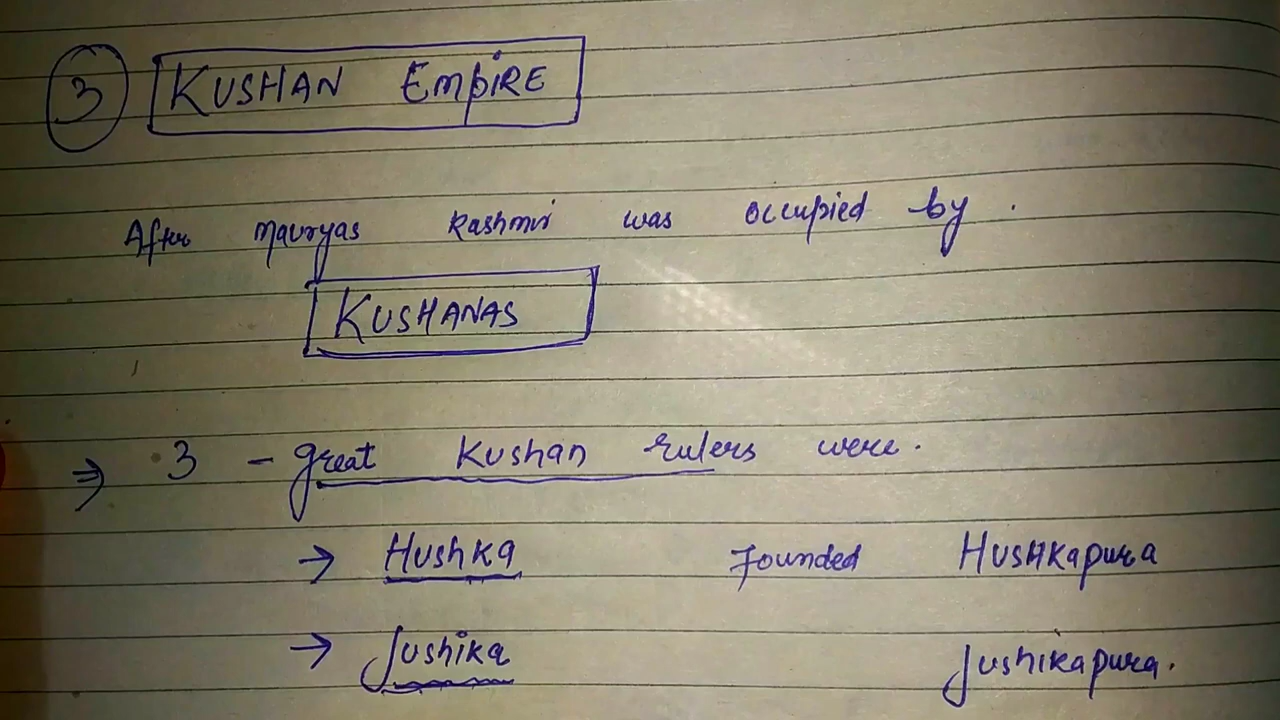 3 KUSHAN EMPIRE
After mauryas Kashmir was occupied by .
KUSHANAS
⇒ 3 - great Kushan rulers were.
→ Hushka Founded Hushkapura
→ Jushika Jushikapura.